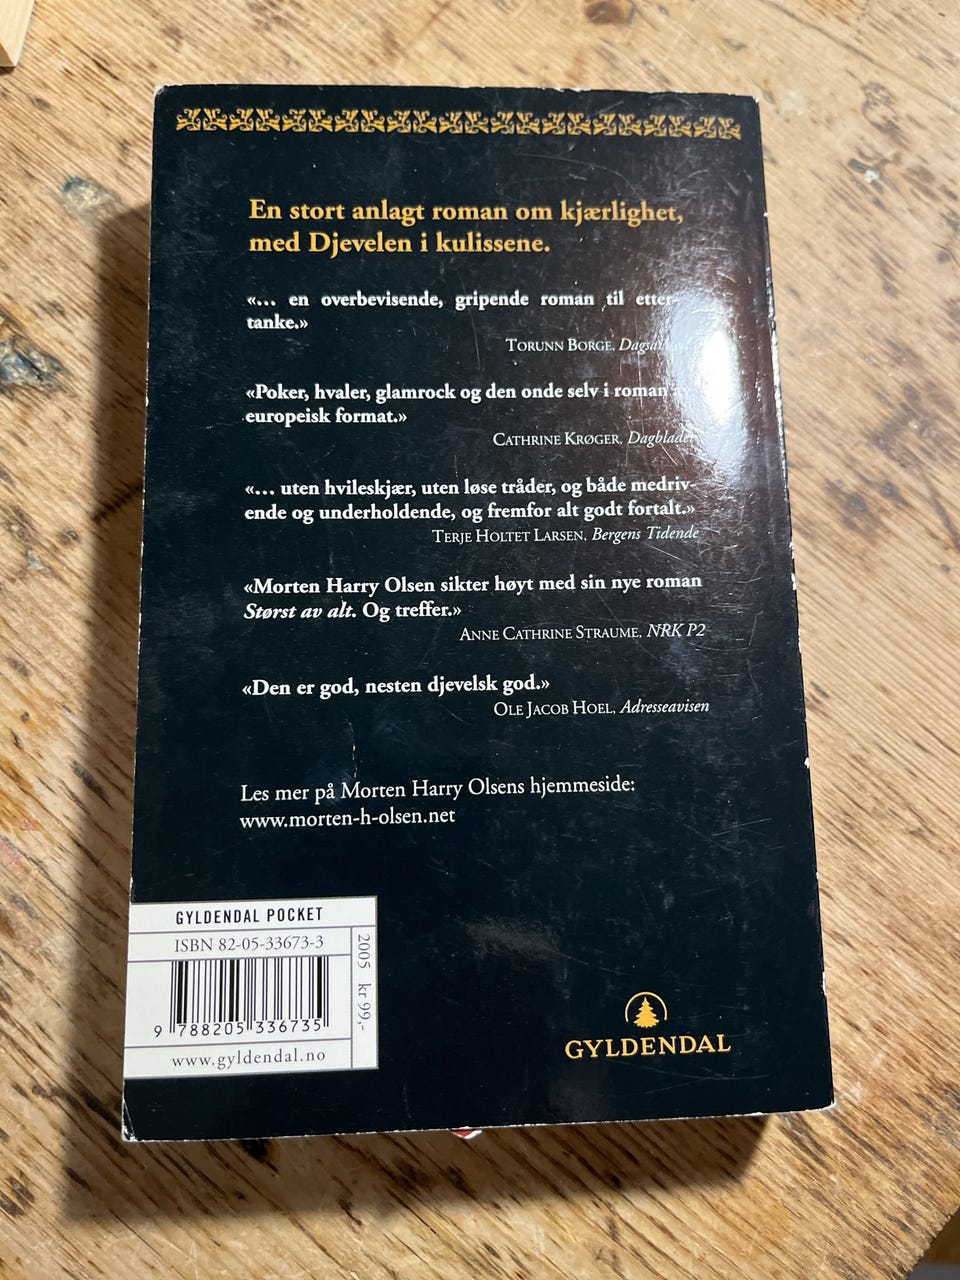 En stort anlagt roman om kjærlighet,
med Djevelen i kulissene.
«… en overbevisende, gripende roman til etter-
tanke.»
TORUNN BORGE,
«Poker, hvaler, glamrock og den onde selv i roman
europeisk format.»
CATHRINE KRØGER, Dagbladet
«… uten hvileskjær, uten løse tråder, og både medriv-
ende og underholdende, og fremfor alt godt fortalt.»
TERJE HOLTET LARSEN, Bergens Tidende
«Morten Harry Olsen sikter høyt med sin nye roman
Størst av alt. Og treffer.»
ANNE CATHRINE STRAUME, NRK P2
«Den er god, nesten djevelsk god.»
OLE JACOB HOEL, Adresseavisen
Les mer på Morten Harry Olsens hjemmeside:
www.morten-h-olsen.net
GYLDENDAL POCKET
ISBN 82-05-33673-3
9 788205 336735
www.gyldendal.no
2005 kr 99,-
GYLDENDAL